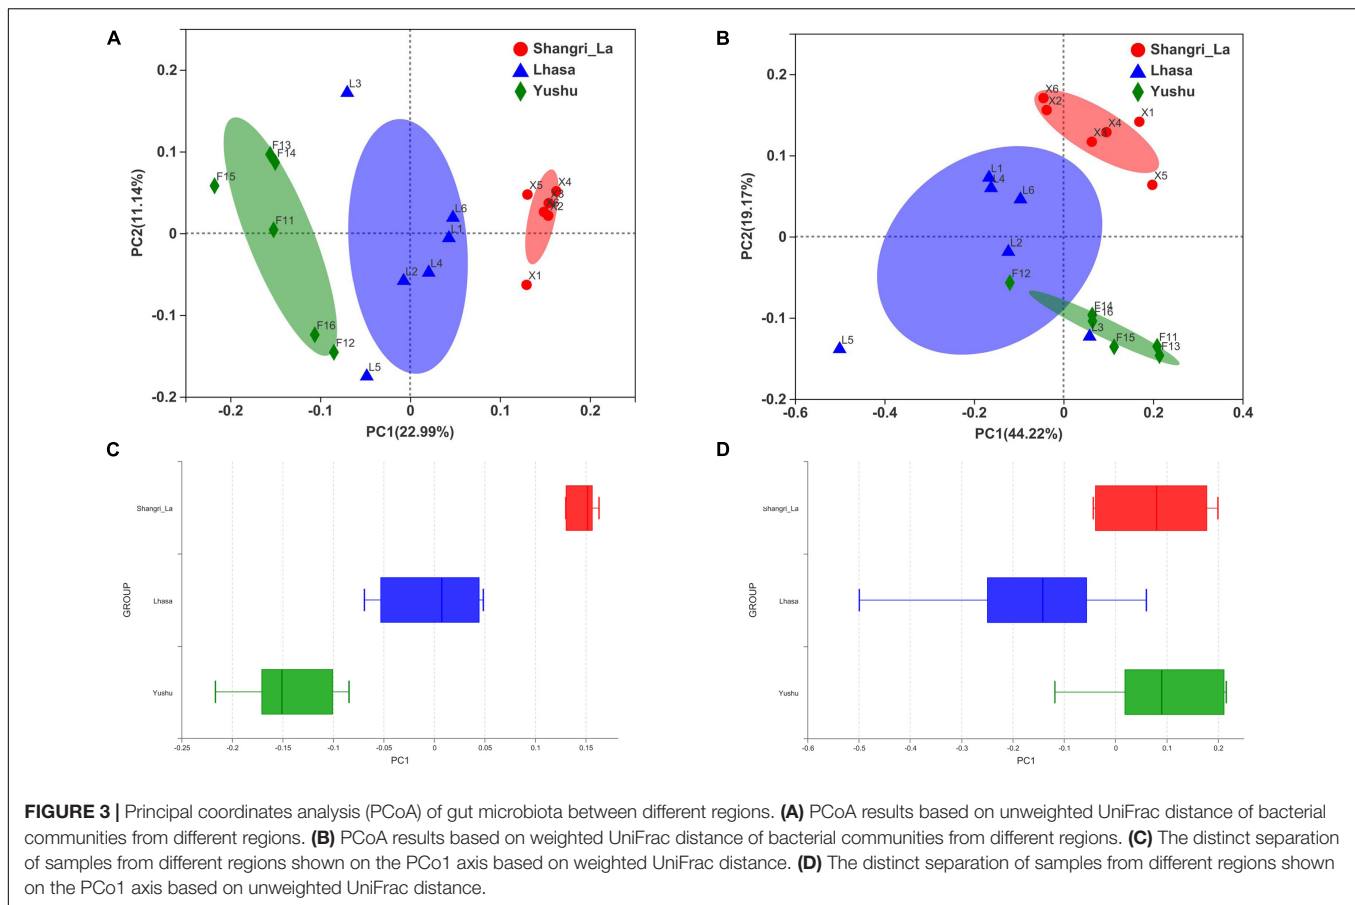 A
Shangri_La
Lhasa
Yushu
PC2(11.14%)
0.2
0.1
0
-0.1
-0.2
L3
F13
F14
F15
F11
F16
F12
L5
L6
L1
L4
L2
X5
X4
X3
X2
X1
-0.2
-0.1
0
0.1
0.2
PC1(22.99%)
B
Shangri_La
Lhasa
Yushu
PC2(19.17%)
0.2
0.1
0
-0.1
-0.2
X6
X2
X1
X4
X5
L1
L4
L6
L2
F12
F14
F16
L3
F15
F11
F13
L5
-0.6
-0.4
-0.2
0
0.2
0.4
PC1(44.22%)
C
GROUP
Shangri_La
Lhasa
Yushu
-0.25
-0.2
-0.15
-0.1
-0.05
0
0.05
0.1
0.15
PC1
D
GROUP
Shangri_La
Lhasa
Yushu
-0.6
-0.5
-0.4
-0.3
-0.2
-0.1
0
0.1
0.2
PC1
FIGURE 3 | Principal coordinates analysis (PCoA) of gut microbiota between different regions. (A) PCoA results based on unweighted UniFrac distance of bacterial
communities from different regions. (B) PCoA results based on weighted UniFrac distance of bacterial communities from different regions. (C) The distinct separation
of samples from different regions shown on the PCo1 axis based on weighted UniFrac distance. (D) The distinct separation of samples from different regions shown
on the PCo1 axis based on unweighted UniFrac distance.